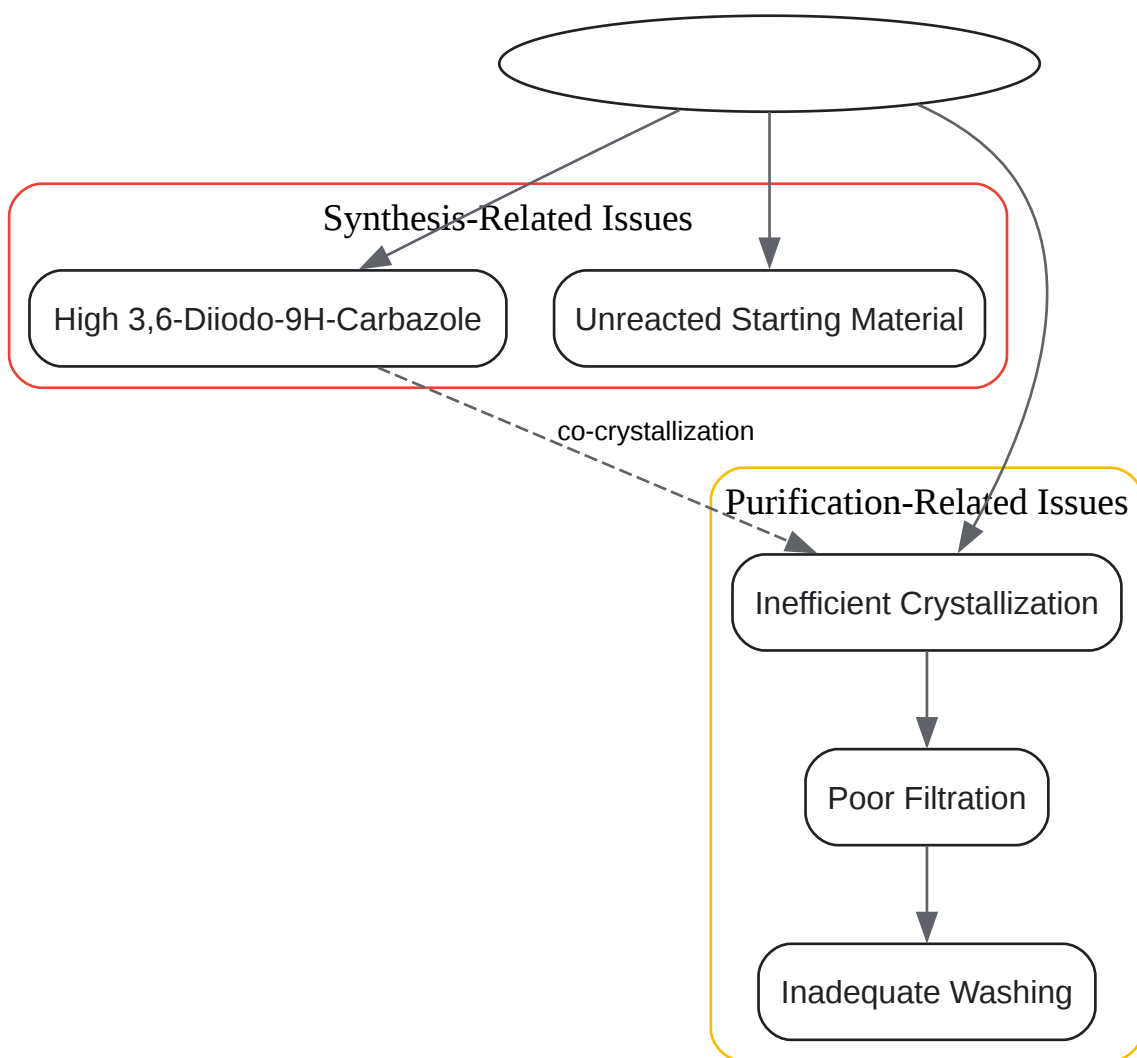 Synthesis-Related Issues
High 3,6-Diiodo-9H-Carbazole
Unreacted Starting Material
co-crystallization
Purification-Related Issues
Inefficient Crystallization
Poor Filtration
Inadequate Washing